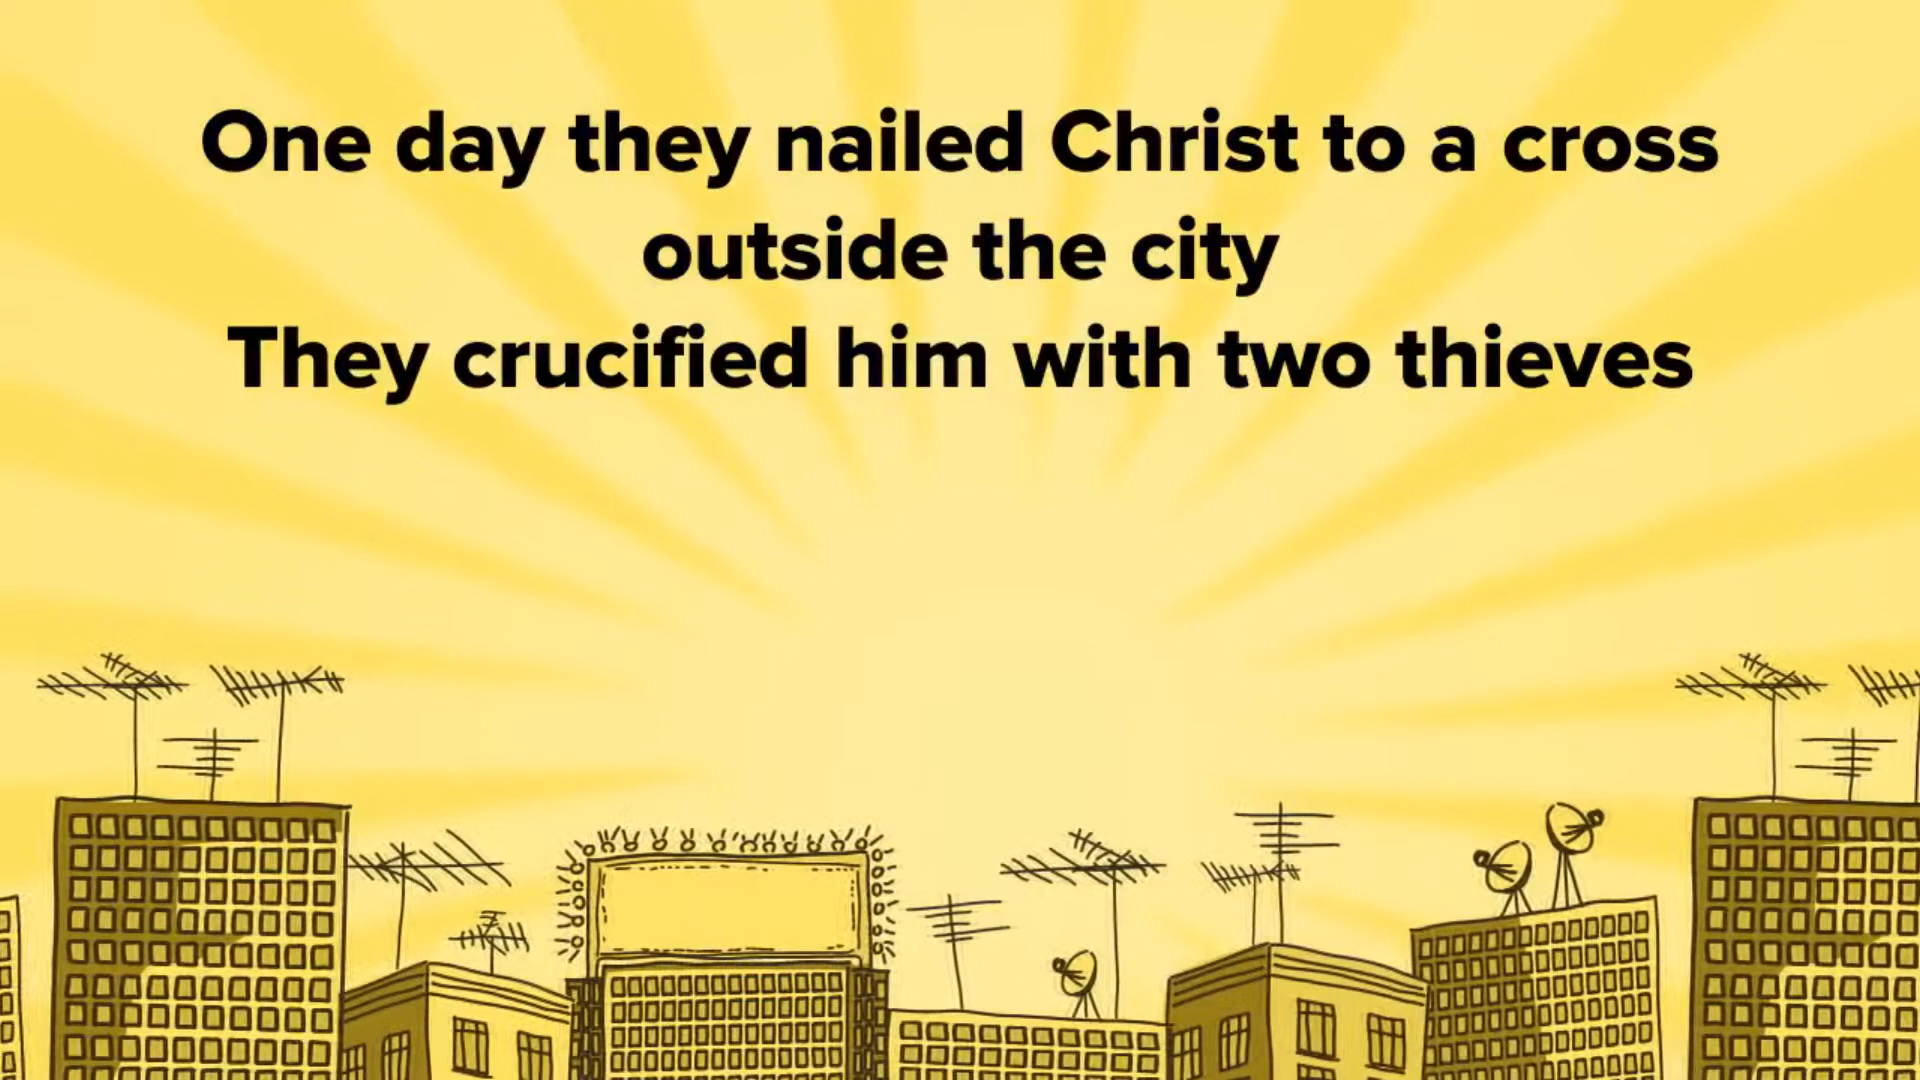 One day they nailed Christ to a cross
outside the city
They crucified him with two thieves